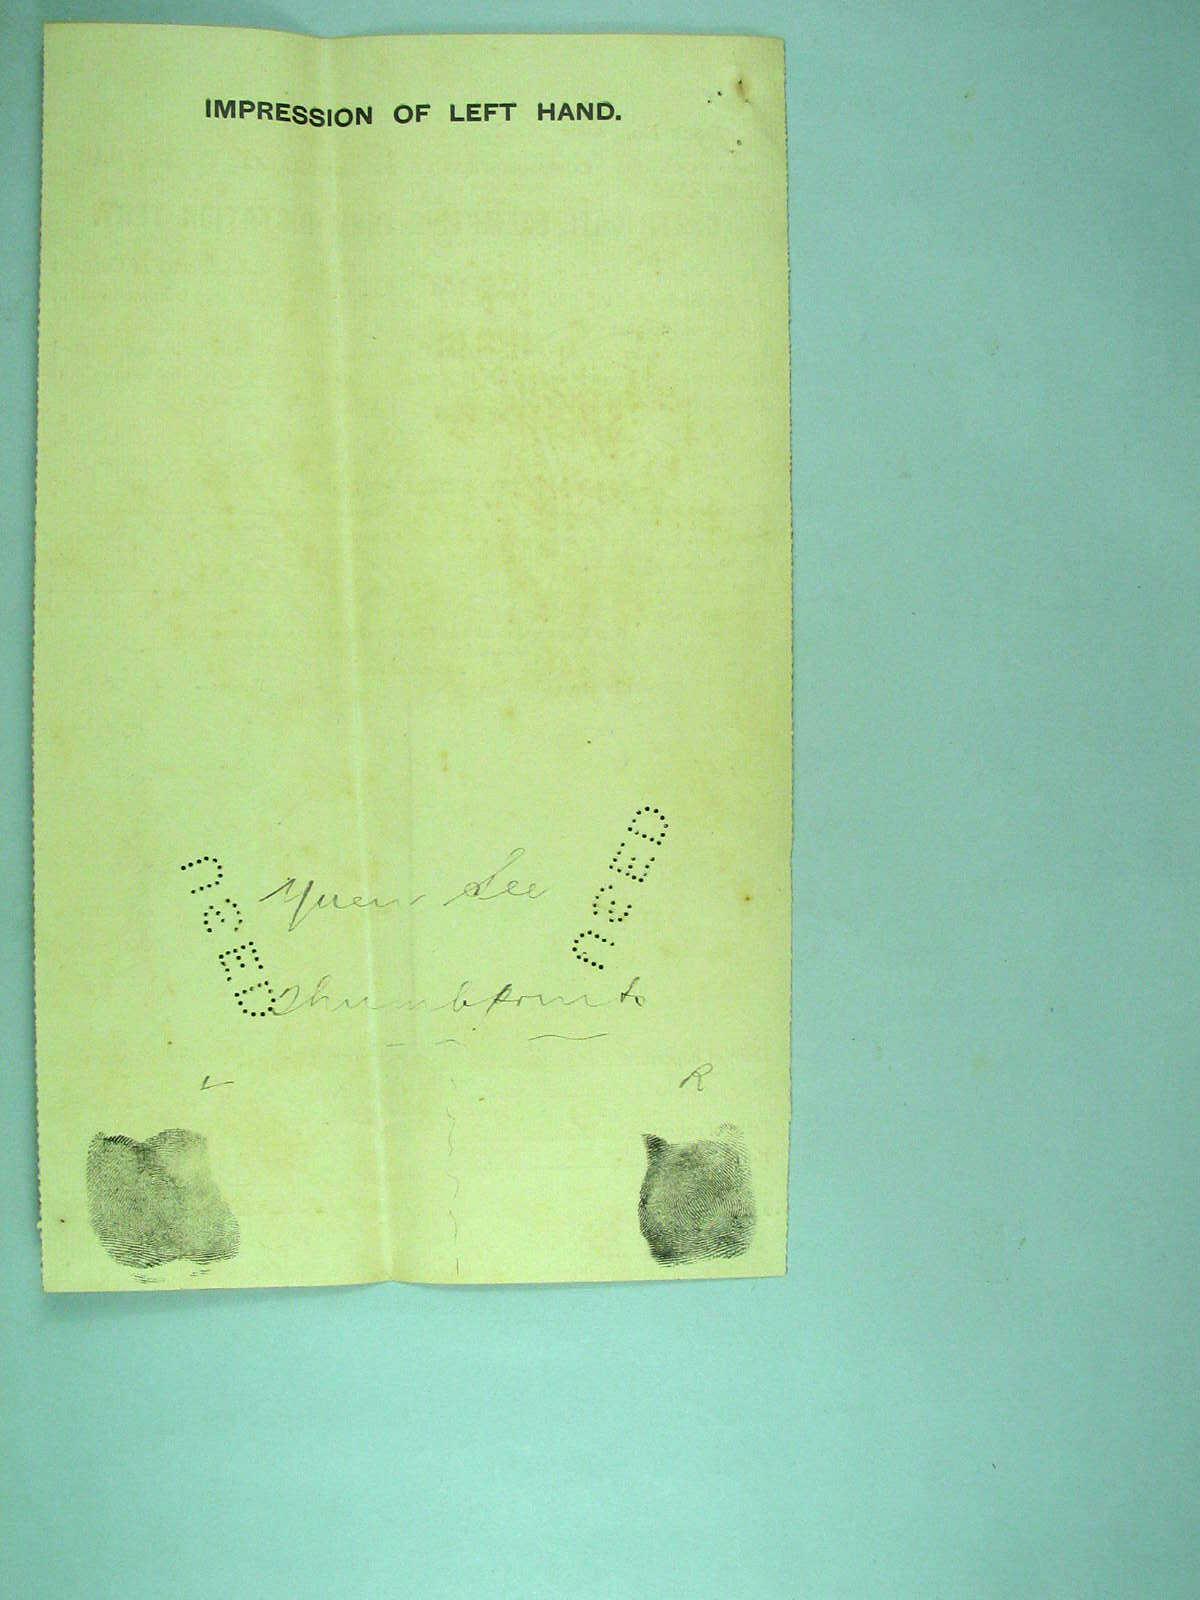 IMPRESSION OF LEFT HAND.
USED
Yuen See
USED
Thumbprints
L
R